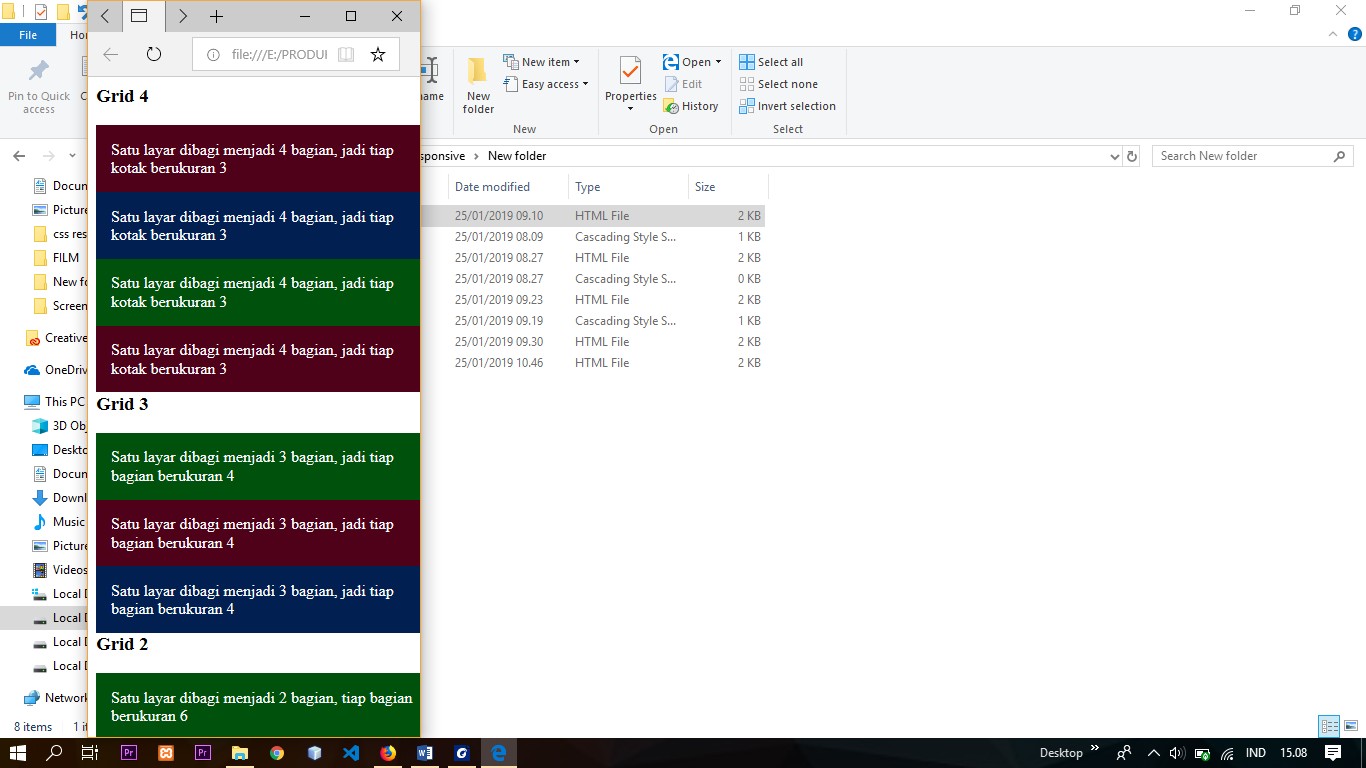 File
Pin to Quick
access
New
folder
New item
Easy access
New
Properties
Open
Edit
History
Open
Select all
Select none
Invert selection
Select
file:///E:/PRODUI
New folder
Search New folder
Date modified Type Size
25/01/2019 09.10 HTML File 2 KB
25/01/2019 08.09 Cascading Style S... 1 KB
25/01/2019 08.27 HTML File 2 KB
25/01/2019 08.27 Cascading Style S... 0 KB
25/01/2019 09.23 HTML File 2 KB
25/01/2019 09.19 Cascading Style S... 1 KB
25/01/2019 09.30 HTML File 2 KB
25/01/2019 10.46 HTML File 2 KB
Docum
Picture
css res
FILM
New fo
Screen
Creative
OneDriv
This PC
3D Obj
Deskto
Docum
Downl
Music
Picture
Videos
Local D
Local D
Local D
Local D
Network
8 items 1 it
Grid 4
Satu layar dibagi menjadi 4 bagian, jadi tiap
kotak berukuran 3
Satu layar dibagi menjadi 4 bagian, jadi tiap
kotak berukuran 3
Satu layar dibagi menjadi 4 bagian, jadi tiap
kotak berukuran 3
Satu layar dibagi menjadi 4 bagian, jadi tiap
kotak berukuran 3
Grid 3
Satu layar dibagi menjadi 3 bagian, jadi tiap
bagian berukuran 4
Satu layar dibagi menjadi 3 bagian, jadi tiap
bagian berukuran 4
Satu layar dibagi menjadi 3 bagian, jadi tiap
bagian berukuran 4
Grid 2
Satu layar dibagi menjadi 2 bagian, tiap bagian
berukuran 6
Desktop IND 15.08